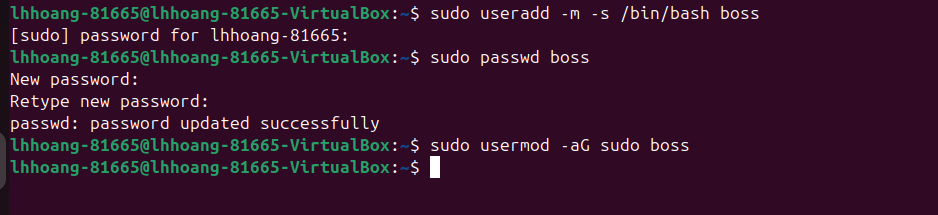 lhhoang-81665@lhhoang-81665-VirtualBox:~$ sudo useradd -m -s /bin/bash boss
[sudo] password for lhhoang-81665:
lhhoang-81665@lhhoang-81665-VirtualBox:~$ sudo passwd boss
New password:
Retype new password:
passwd: password updated successfully
lhhoang-81665@lhhoang-81665-VirtualBox:~$ sudo usermod -aG sudo boss
lhhoang-81665@lhhoang-81665-VirtualBox:~$